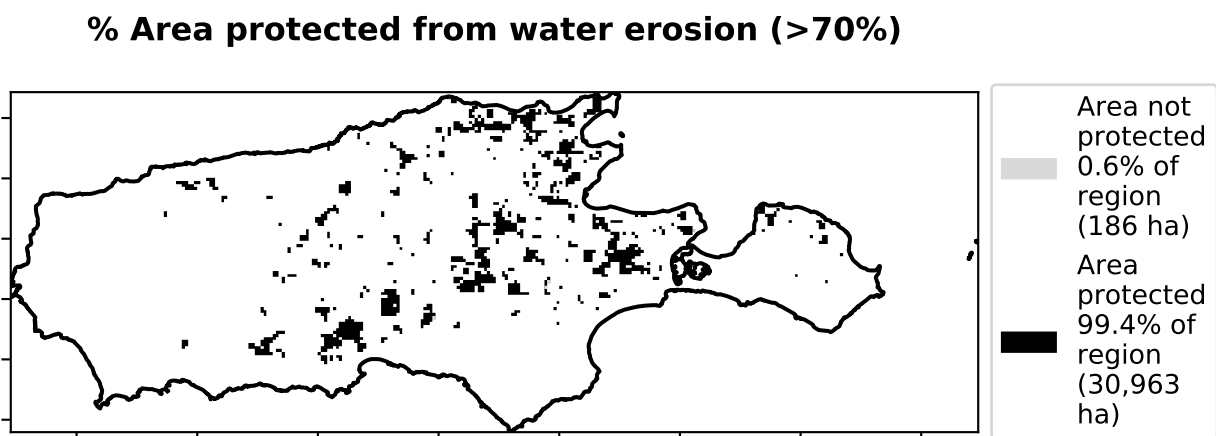 % Area protected from water erosion (>70%)
Area not
protected
0.6% of
region
(186 ha)
Area
protected
99.4% of
region
(30,963
ha)